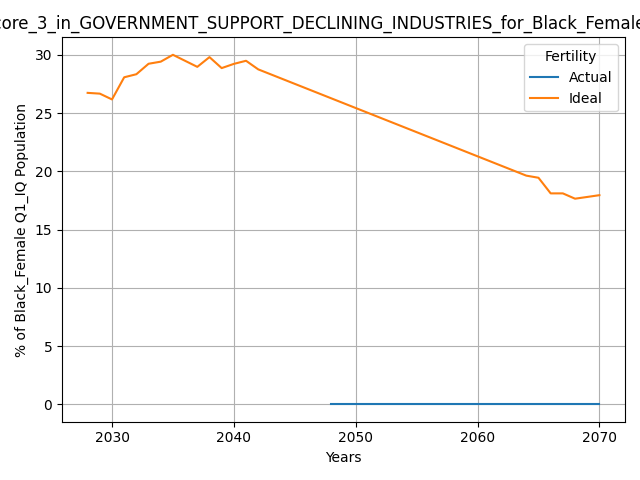 core_3_in_GOVERNMENT_SUPPORT_DECLINING_INDUSTRIES_for_Black_Female
Fertility
Actual
Ideal
% of Black_Female Q1_IQ Population
30
25
20
15
10
5
0
2030 2040 2050 2060 2070
Years